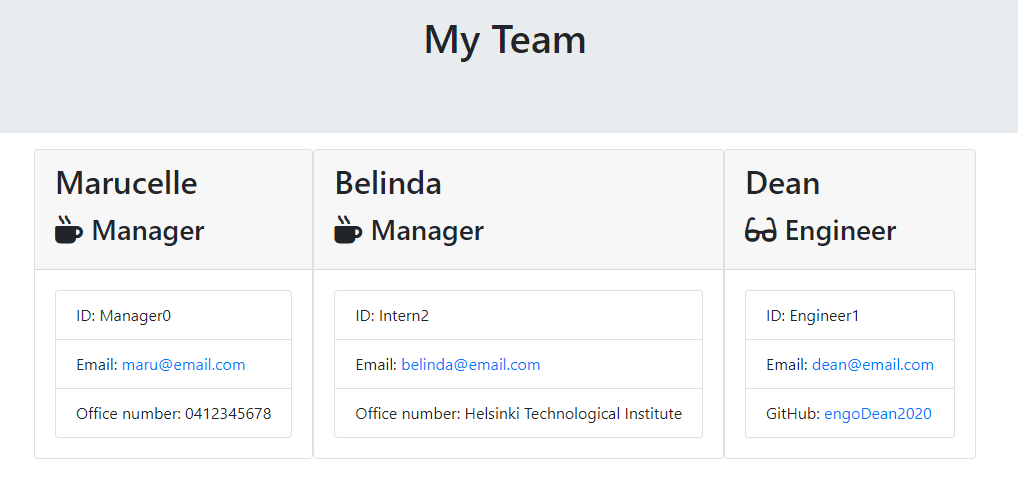 My Team
Marucelle
Manager
ID: Manager0
Email: maru@email.com
Office number: 0412345678
Belinda
Manager
ID: Intern2
Email: belinda@email.com
Office number: Helsinki Technological Institute
Dean
Engineer
ID: Engineer1
Email: dean@email.com
GitHub: engoDean2020